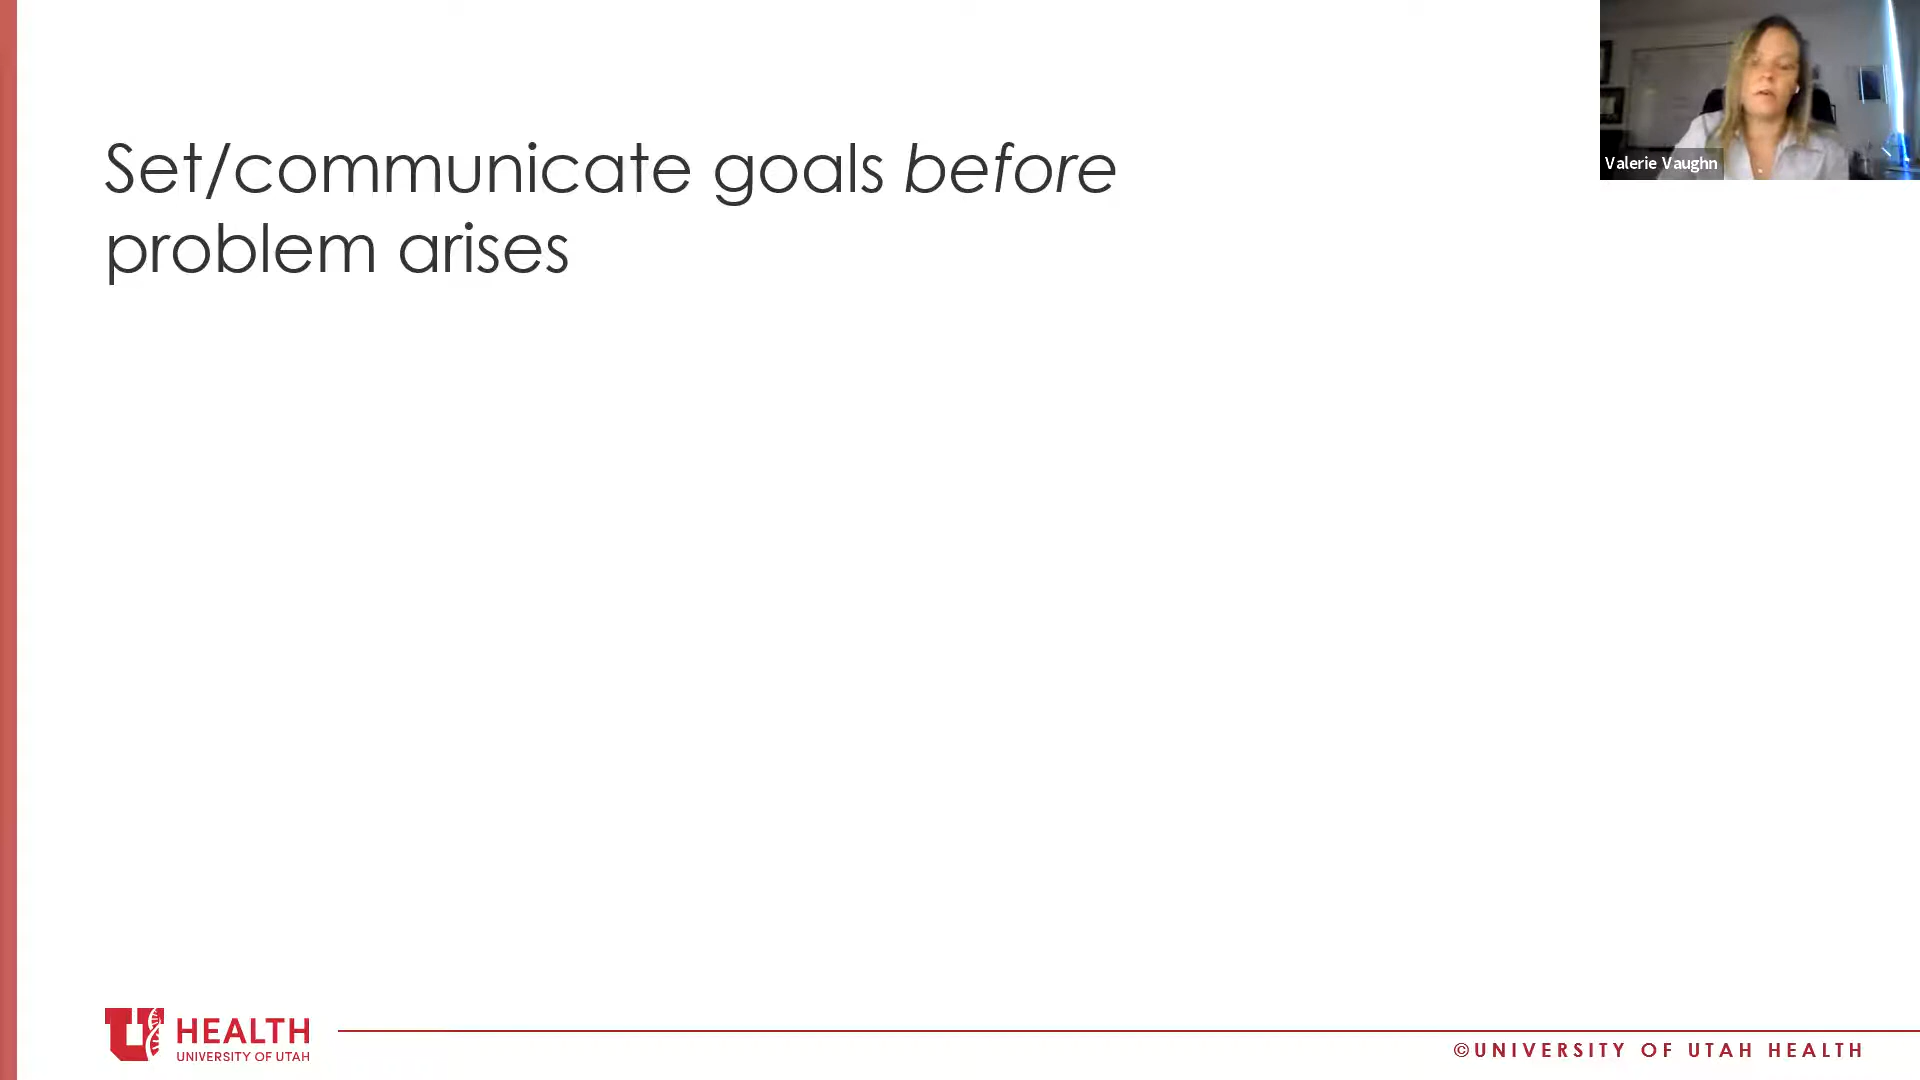 Valerie Vaughn
Set/communicate goals before
problem arises
U HEALTH
UNIVERSITY OF UTAH
©UNIVERSITY OF UTAH HEALTH